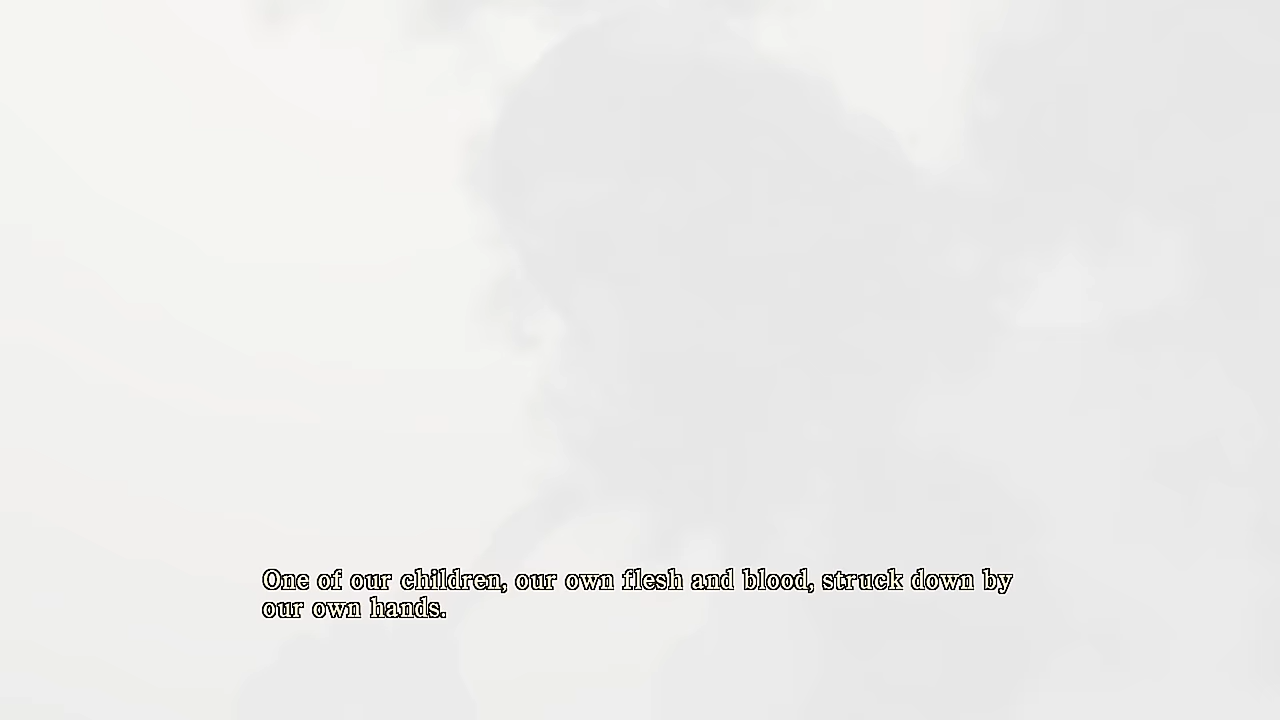 One of our children, our own flesh and blood, struck down by
our own hands.